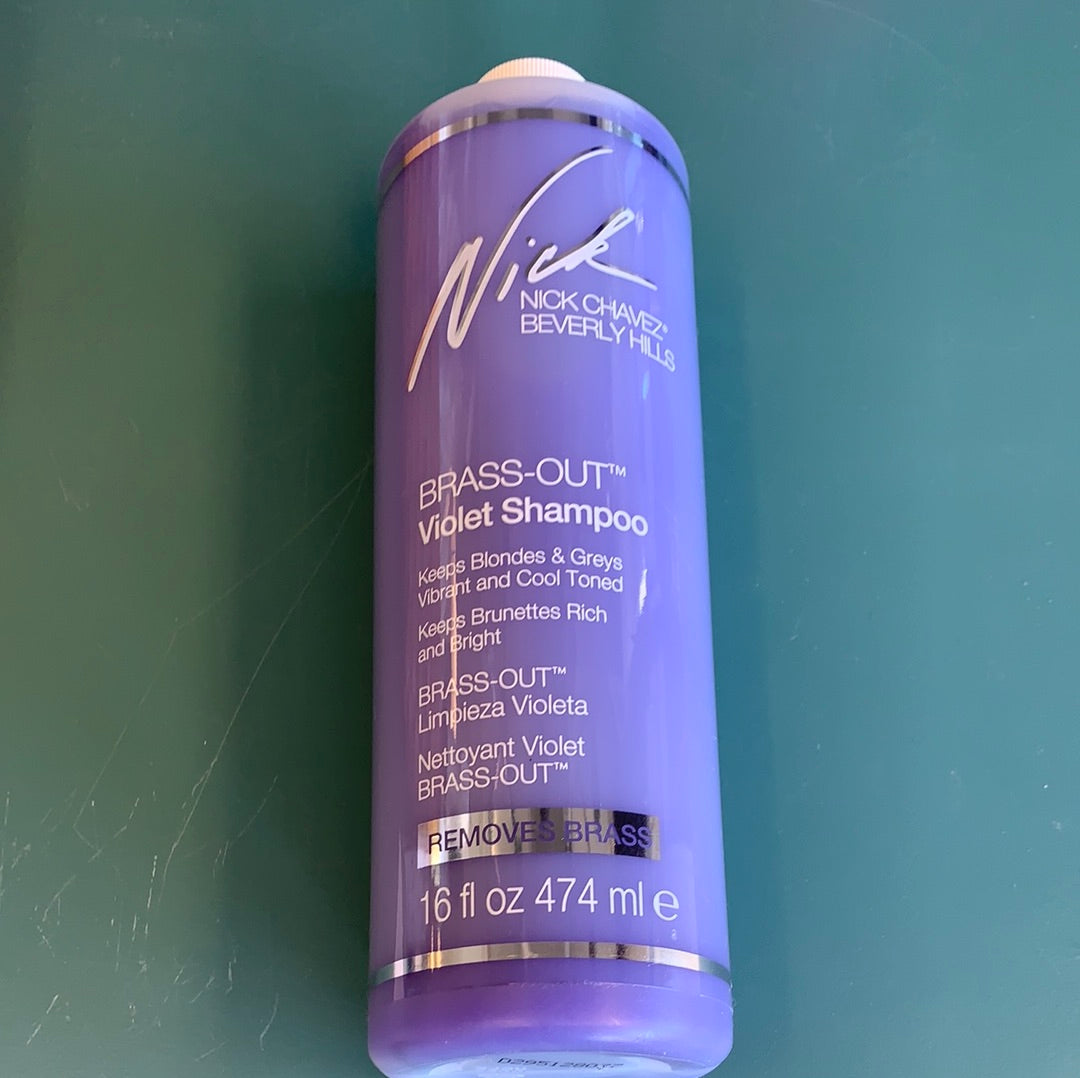 Nick
NICK CHAVEZ®
BEVERLY HILLS
BRASS-OUT™
Violet Shampoo
Keeps Blondes & Greys
Vibrant and Cool Toned
Keeps Brunettes Rich
and Bright
BRASS-OUT™
Limpieza Violeta
Nettoyant Violet
BRASS-OUT™
REMOVES BRASS
16 fl oz 474 ml ℮